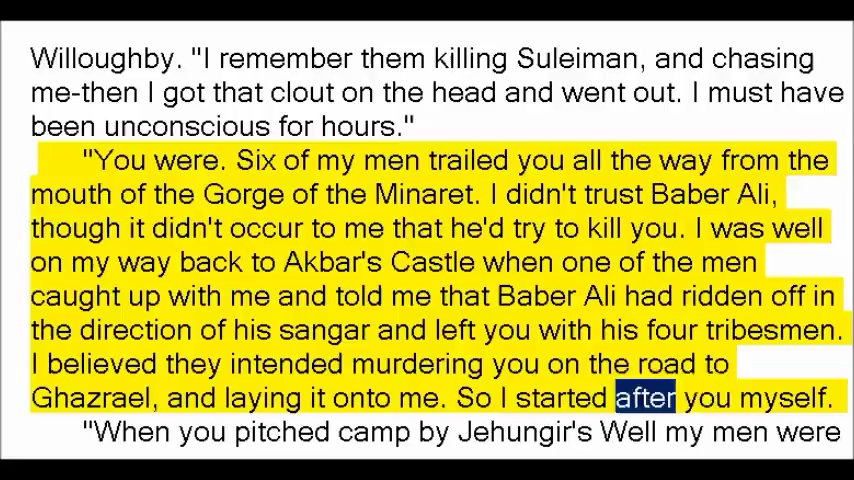 Willoughby. "I remember them killing Suleiman, and chasing
me-then I got that clout on the head and went out. I must have
been unconscious for hours."
"You were. Six of my men trailed you all the way from the
mouth of the Gorge of the Minaret. I didn't trust Baber Ali,
though it didn't occur to me that he'd try to kill you. I was well
on my way back to Akbar's Castle when one of the men
caught up with me and told me that Baber Ali had ridden off in
the direction of his sangar and left you with his four tribesmen.
I believed they intended murdering you on the road to
Ghazrael, and laying it onto me. So I started after you myself.
"When you pitched camp by Jehungir's Well my men were